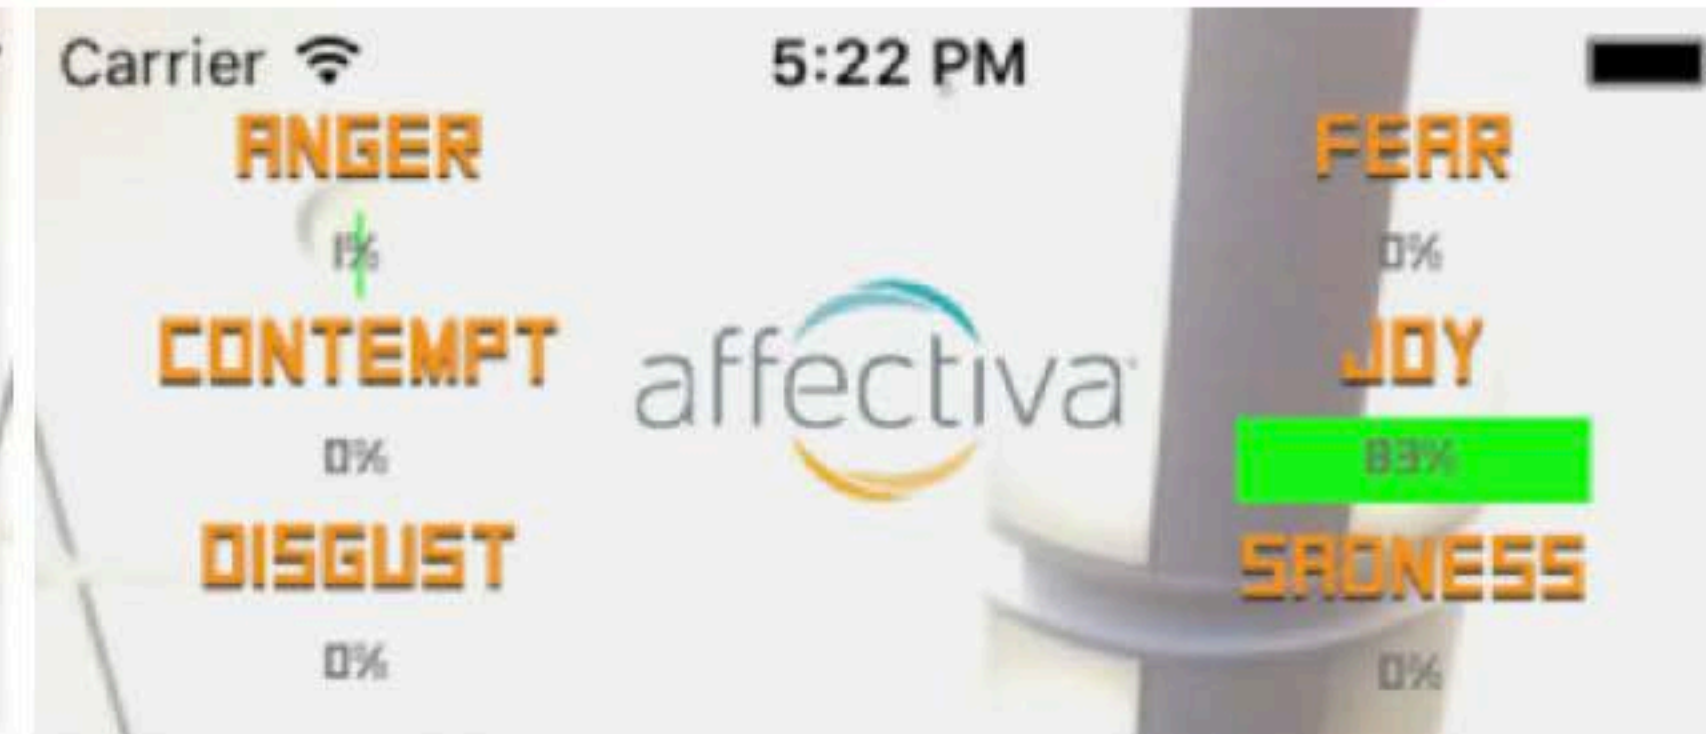 Carrier 5:22 PM
ANGER
1%
CONTEMPT
0%
DISGUST
0%
affectiva
FEAR
0%
JOY
83%
SADNESS
0%